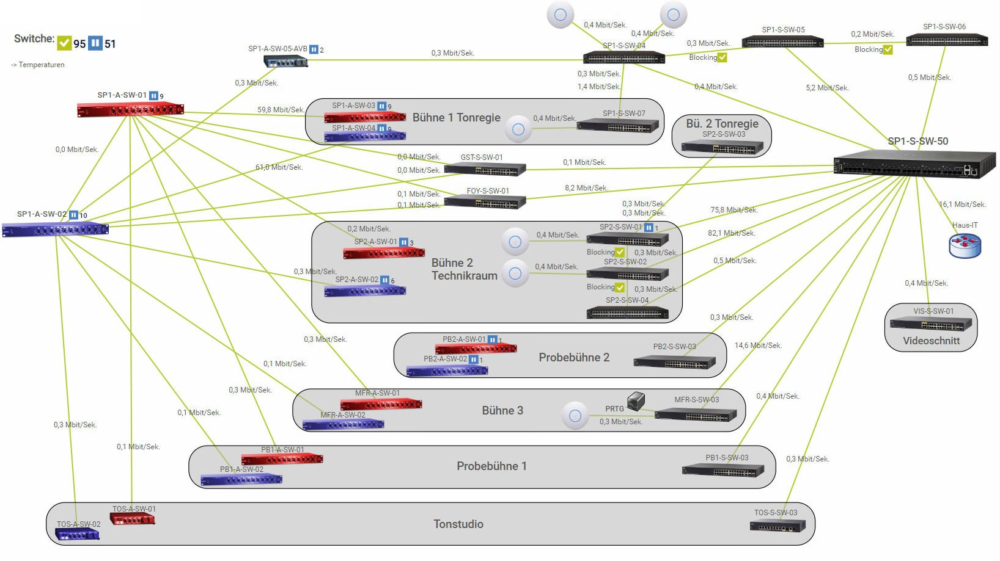 Switche: 95 51
-> Temperaturen
SP1-A-SW-05-AVB 2
0,3 Mbit/Sek.
0,4 Mbit/Sek.
0,4 Mbit/Sek.
SP1-S-SW-04
0,3 Mbit/Sek.
Blocking
SP1-S-SW-05
0,2 Mbit/Sek.
Blocking
SP1-S-SW-06
0,3 Mbit/Sek.
0,3 Mbit/Sek.
1,4 Mbit/Sek.
0,4 Mbit/Sek.
5,2 Mbit/Sek.
0,5 Mbit/Sek.
SP1-A-SW-01 9
59,8 Mbit/Sek.
SP1-A-SW-03 9
SP1-A-SW-04 9
Bühne 1 Tonregie
0,4 Mbit/Sek.
SP1-S-SW-07
Bü. 2 Tonregie
SP2-S-SW-03
SP1-S-SW-50
0,0 Mbit/Sek.
61,0 Mbit/Sek.
0,0 Mbit/Sek.
0,0 Mbit/Sek.
GST-S-SW-01
0,1 Mbit/Sek.
0,1 Mbit/Sek.
0,1 Mbit/Sek.
FOY-S-SW-01
8,2 Mbit/Sek.
0,3 Mbit/Sek.
0,3 Mbit/Sek.
75,8 Mbit/Sek.
16,1 Mbit/Sek.
SP1-A-SW-02 10
0,2 Mbit/Sek.
SP2-A-SW-01 3
0,3 Mbit/Sek.
SP2-A-SW-02 6
Bühne 2
Technikraum
0,4 Mbit/Sek.
SP2-S-SW-01 1
Blocking 0,3 Mbit/Sek.
SP2-S-SW-02
0,4 Mbit/Sek.
Blocking 0,3 Mbit/Sek.
SP2-S-SW-04
82,1 Mbit/Sek.
0,5 Mbit/Sek.
Haus-IT
0,4 Mbit/Sek.
VIS-S-SW-01
Videoschnitt
0,3 Mbit/Sek.
0,3 Mbit/Sek.
PB2-A-SW-01 1
PB2-A-SW-02 1
Probebühne 2
PB2-S-SW-03
14,6 Mbit/Sek.
0,1 Mbit/Sek.
0,3 Mbit/Sek.
MFR-A-SW-01
MFR-A-SW-02
Bühne 3
PRTG
0,3 Mbit/Sek.
MFR-S-SW-03
0,4 Mbit/Sek.
0,1 Mbit/Sek.
0,3 Mbit/Sek.
0,1 Mbit/Sek.
PB1-A-SW-01
PB1-A-SW-02
Probebühne 1
PB1-S-SW-03
0,3 Mbit/Sek.
TOS-A-SW-01
TOS-A-SW-02
Tonstudio
TOS-S-SW-03